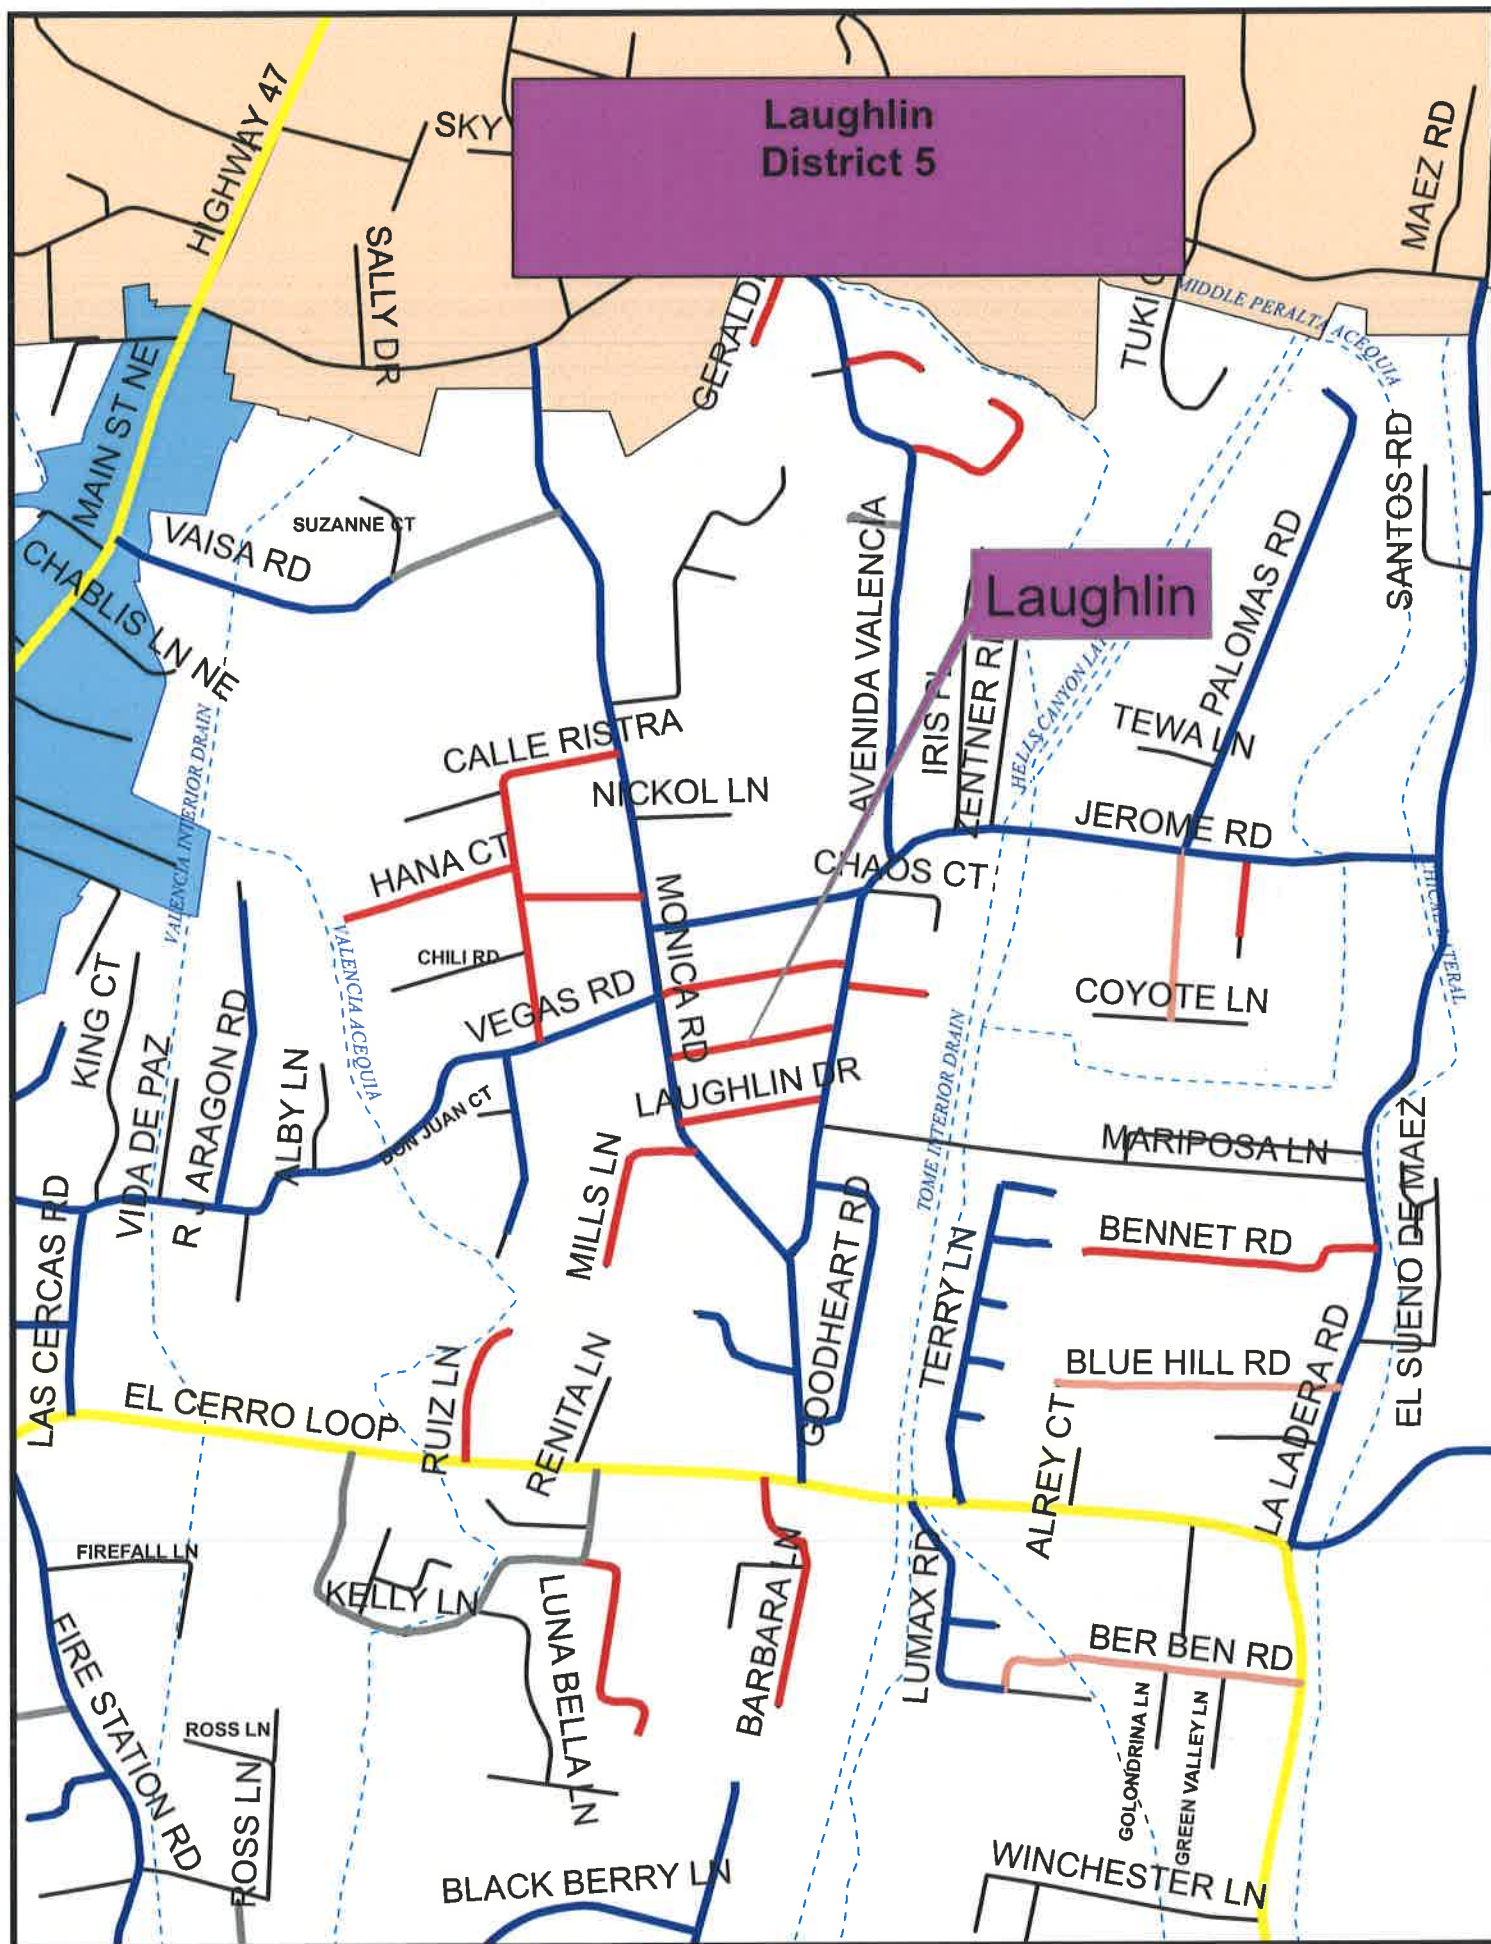 Laughlin
District 5
HIGHWAY 47
SKY
SALLY DR
MAEZ RD
MIDDLE PERALTA ACEQUIA
MAIN ST NE
VAISA RD
SUZANNE CT
CHABLIS LN NE
SANTOS RD
PALOMAS RD
AVENIDA VALENCIA
Laughlin
TEWA LN
CALLE RISTRA
NICKOL LN
JEROME RD
HANA CT
CHAOS CT
VALENCIA INTERIOR DRAIN
VALENCIA ACEQUIA
CHILI RD
MONICA RD
VEGAS RD
COYOTE LN
KING CT
VIDA DE PAZ
R J ARAGON RD
ALBY LN
DON JUAN CT
LAUGHLIN DR
TOME INTERIOR DRAIN
MARIPOSA LN
MILLS LN
GOODHEART RD
TERRY LN
BENNET RD
EL SUENO DE MAEZ
LAS CERCAS RD
BLUE HILL RD
LA LADERA RD
EL CERRO LOOP
RUIZ LN
RENITA LN
ALREY CT
FIREFALL LN
KELLY LN
LUNA BELLA LN
BARBARA LN
LUMAX RD
BER BEN RD
FIRE STATION RD
ROSS LN
ROSS LN
GOLONDRINA LN
GREEN VALLEY LN
BLACK BERRY LN
WINCHESTER LN